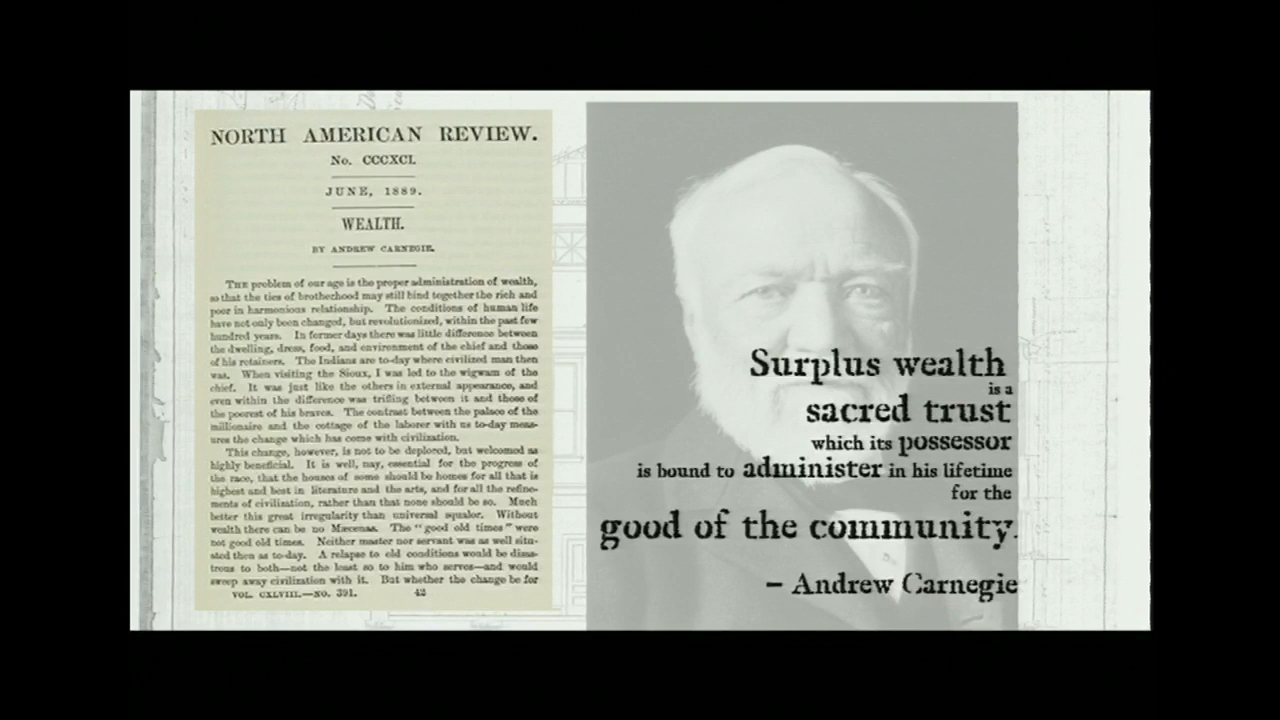 NORTH AMERICAN REVIEW.
No. CCCXCI.
JUNE, 1889.
WEALTH.
BY ANDREW CARNEGIE.
THE problem of our age is the proper administration of wealth,
so that the ties of brotherhood may still bind together the rich and
poor in harmonious relationship. The conditions of human life
have not only been changed, but revolutionized, within the past few
hundred years. In former days there was little difference between
the dwelling, dress, food, and environment of the chief and those
of his retainers. The Indians are to-day where civilized man then
was. When visiting the Sioux, I was led to the wigwam of the
chief. It was just like the others in external appearance, and
even within the difference was trifling between it and those of
the poorest of his braves. The contrast between the palace of the
millionaire and the cottage of the laborer with us to-day meas-
ures the change which has come with civilization.
This change, however, is not to be deplored, but welcomed as
highly beneficial. It is well, nay, essential for the progress of
the race, that the houses of some should be homes for all that is
highest and best in literature and the arts, and for all the refine-
ments of civilization, rather than that none should be so. Much
better this great irregularity than universal squalor. Without
wealth there can be no Mæcenas. The "good old times" were
not good old times. Neither master nor servant was as well situ-
ated then as to-day. A relapse to old conditions would be disas-
trous to both—not the least so to him who serves—and would
sweep away civilization with it. But whether the change be for
VOL. CXLVIII.—NO. 391. 42
Surplus wealth
is a
sacred trust
which its possessor
is bound to administer in his lifetime
for the
good of the community.
– Andrew Carnegie